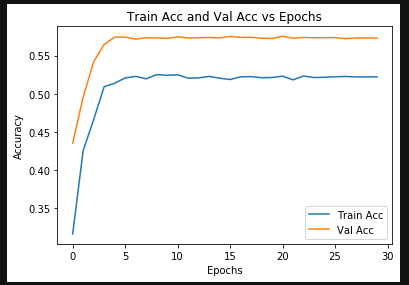 Train Acc and Val Acc vs Epochs
0.55
0.50
0.45
0.40
0.35
Accuracy
Train Acc
Val Acc
0 5 10 15 20 25 30
Epochs